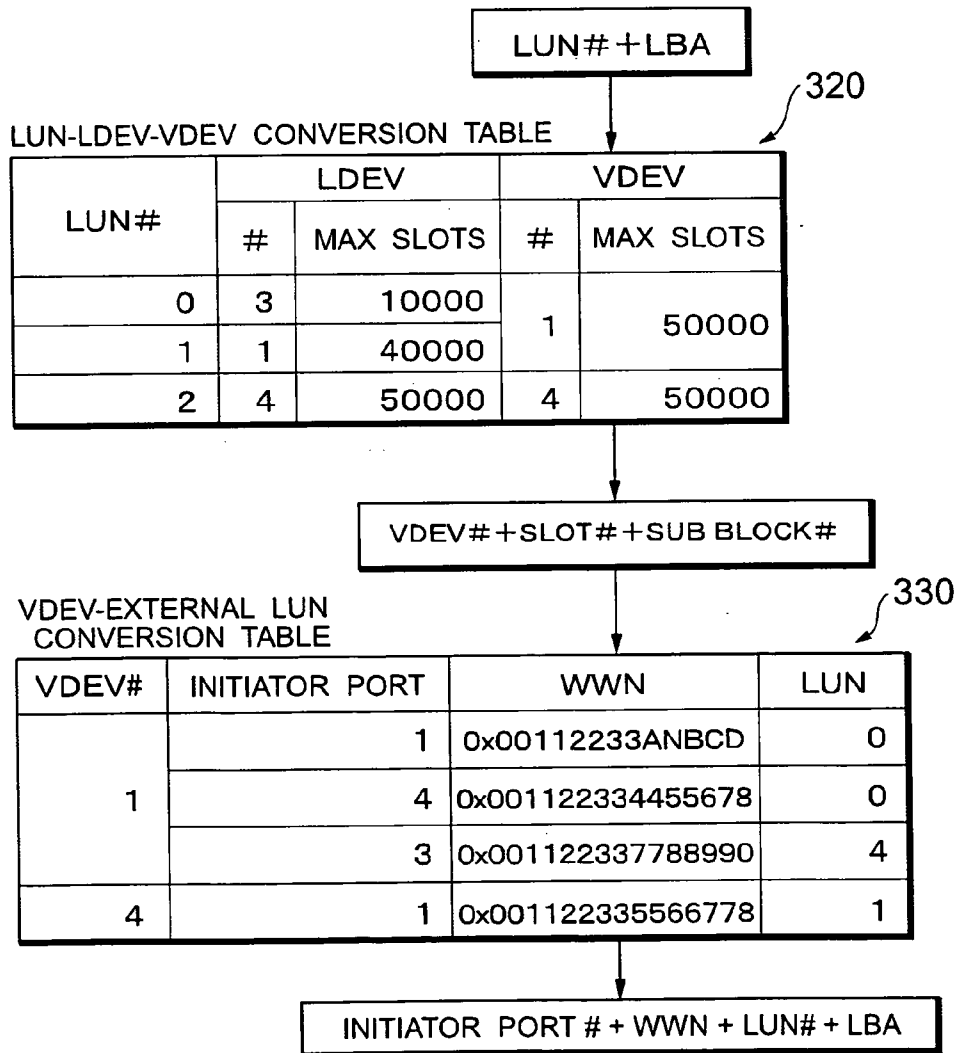 LUN#+LBA
320
LUN-LDEV-VDEV CONVERSION TABLE
LUN# LDEV VDEV
# MAX SLOTS # MAX SLOTS
0 3 10000 1 50000
1 1 40000
2 4 50000 4 50000
VDEV#+SLOT#+SUB BLOCK#
330
VDEV-EXTERNAL LUN
CONVERSION TABLE
VDEV# INITIATOR PORT WWN LUN
1 1 0x00112233ANBCD 0
4 0x001122334455678 0
3 0x001122337788990 4
4 1 0x001122335566778 1
INITIATOR PORT # + WWN + LUN# + LBA